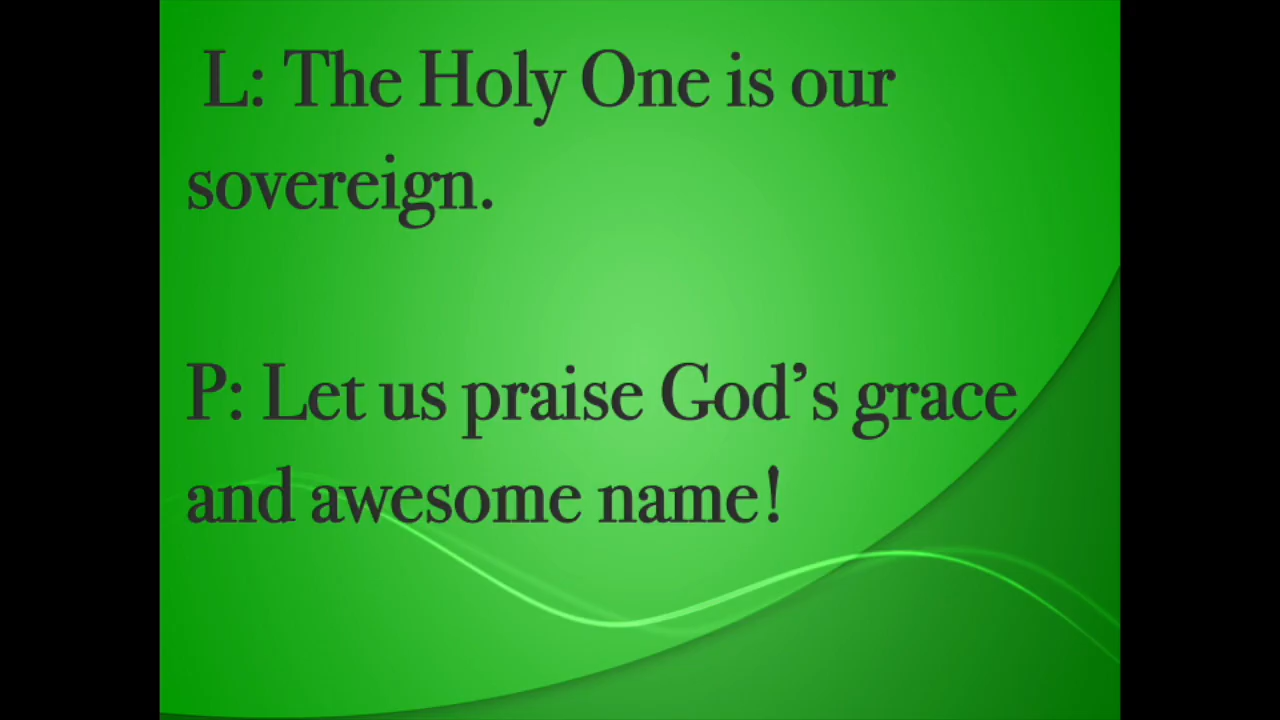 L: The Holy One is our
sovereign.
P: Let us praise God’s grace
and awesome name!